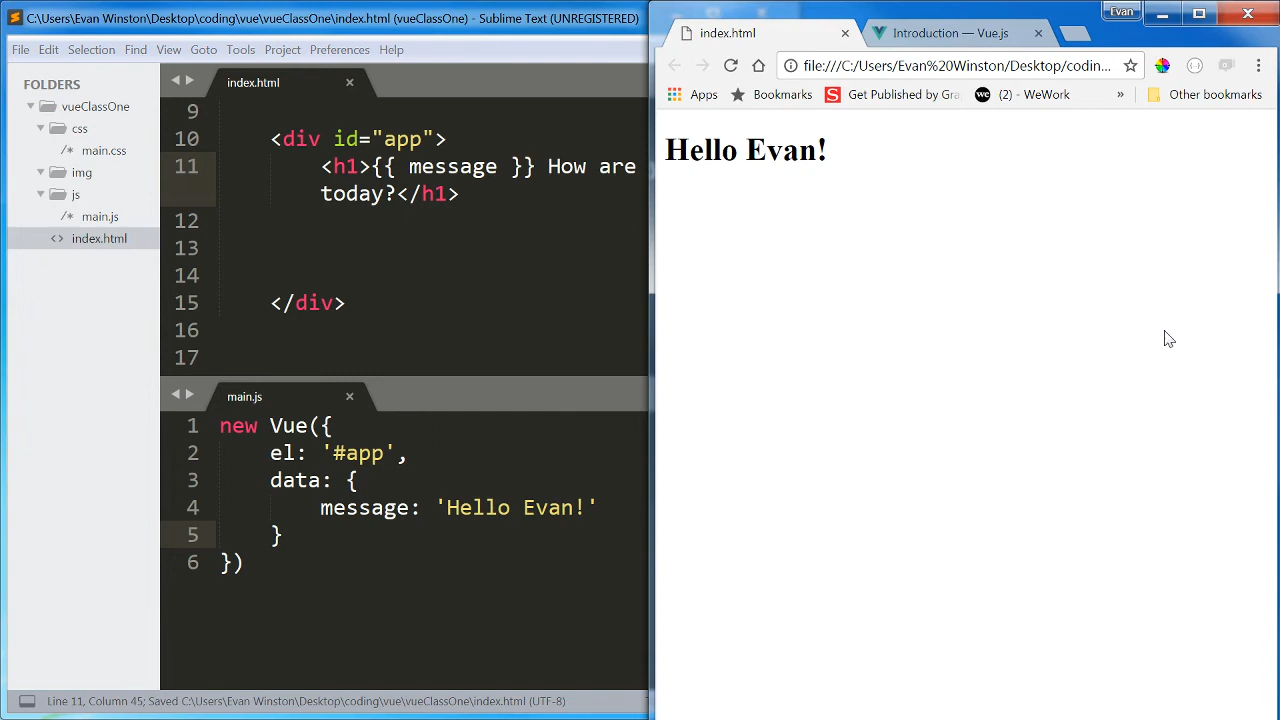 C:\Users\Evan Winston\Desktop\coding\vue\vueClassOne\index.html (vueClassOne) - Sublime Text (UNREGISTERED)
File Edit Selection Find View Goto Tools Project Preferences Help
FOLDERS
vueClassOne
css
/* main.css
img
js
/* main.js
<> index.html
index.html ×
9
10 <div id="app">
11 <h1>{{ message }} How are
today?</h1>
12
13
14
15 </div>
16
17
main.js ×
1 new Vue({
2 el: '#app',
3 data: {
4 message: 'Hello Evan!'
5 }
6 })
Line 11, Column 45; Saved C:\Users\Evan Winston\Desktop\coding\vue\vueClassOne\index.html (UTF-8)
Evan
index.html × Introduction — Vue.js ×
file:///C:/Users/Evan%20Winston/Desktop/codin...
Apps Bookmarks S Get Published by we (2) - WeWork » Other bookmarks
Hello Evan!